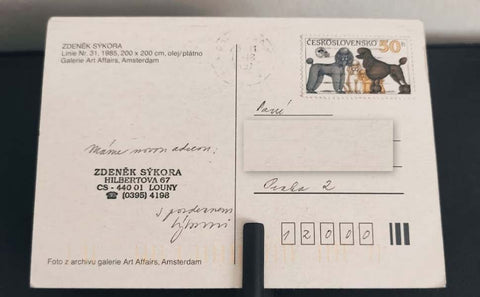 ZDENĚK SÝKORA
Linie Nr. 31, 1985, 200 x 200 cm, olej/plátno
Galerie Art Affairs, Amsterdam
Máme novou adresu:
ZDENĚK SÝKORA
HILBERTOVA 67
CS - 440 01 LOUNY
☎ (0395) 4198
s pozdravem
Sýkorovi
Foto z archivu galerie Art Affairs, Amsterdam
ČESKOSLOVENSKO 50 h
Praha 2
12000